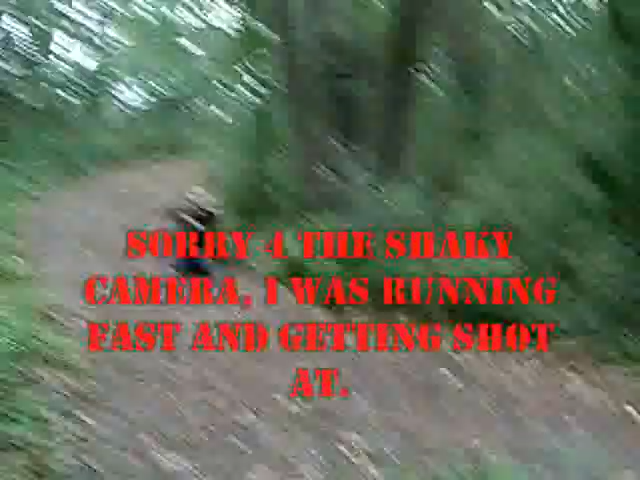 SORRY 4 THE SHAKY
CAMERA, I WAS RUNNING
FAST AND GETTING SHOT
AT.